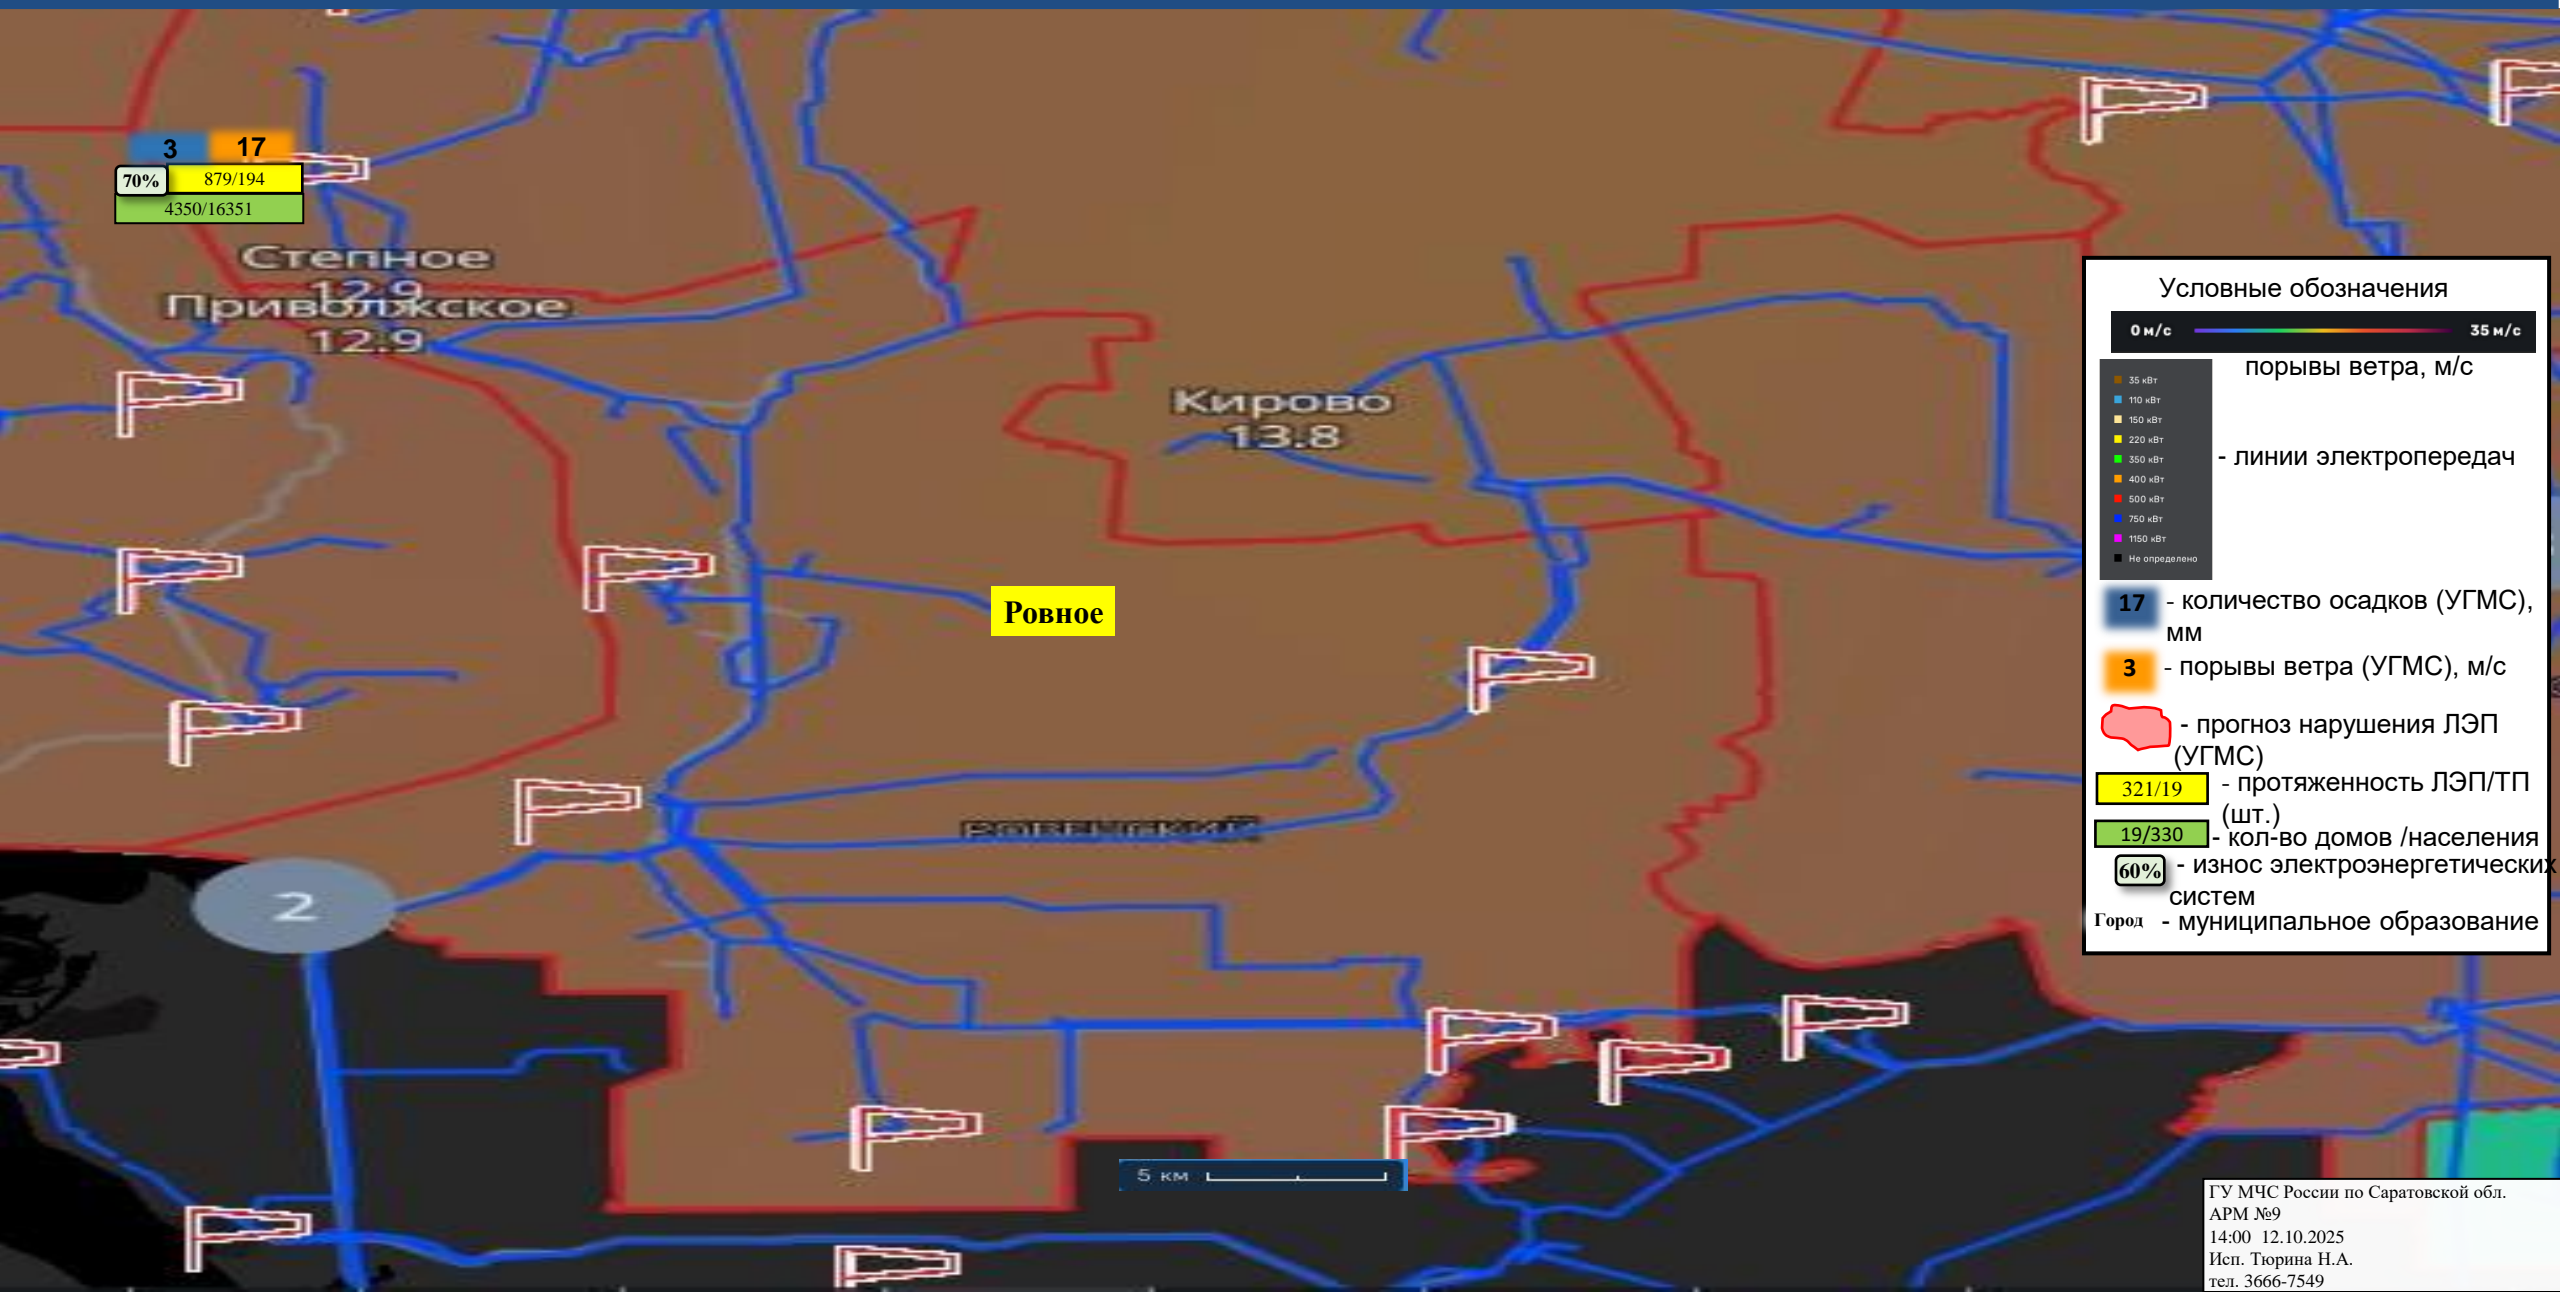 3 17
70% 879/194
4350/16351
Степное
12.9
Приволжское
12.9
Кирово
13.8
Ровное
РОВЕНСКИЙ
2
5 км
Условные обозначения
0 м/с 35 м/с
порывы ветра, м/с
35 кВт
110 кВт
150 кВт
220 кВт
350 кВт
400 кВт
500 кВт
750 кВт
1150 кВт
Не определено
- линии электропередач
17 - количество осадков (УГМС),
мм
3 - порывы ветра (УГМС), м/с
- прогноз нарушения ЛЭП
(УГМС)
321/19 - протяженность ЛЭП/ТП
(шт.)
19/330 - кол-во домов /населения
60% - износ электроэнергетических
систем
Город - муниципальное образование
ГУ МЧС России по Саратовской обл.
АРМ №9
14:00 12.10.2025
Исп. Тюрина Н.А.
тел. 3666-7549